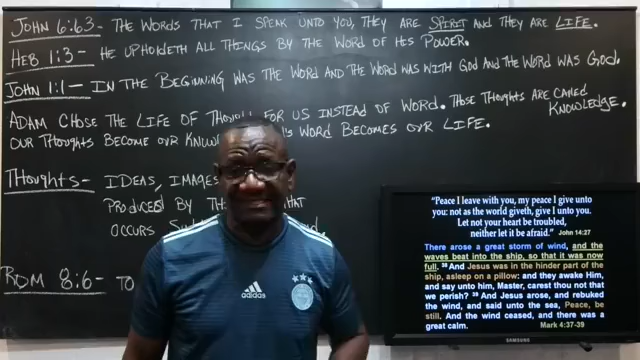 JOHN 6:63 - THE WORDS THAT I SPEAK UNTO YOU, THEY ARE SPIRIT AND THEY ARE LIFE.
HEB 1:3 - HE UPHOLDETH ALL THINGS BY THE WORD OF HIS POWER.
JOHN 1:1 - IN THE BEGINNING WAS THE WORD AND THE WORD WAS WITH GOD AND THE WORD WAS GOD.
ADAM CHOSE THE LIFE OF THOUGHT FOR US INSTEAD OF WORD. THOSE THOUGHTS ARE CALLED KNOWLEDGE.
OUR THOUGHTS BECOME OUR WORD BECOMES OUR LIFE.
THOUGHTS - IDEAS,
PRODUCES BY
OCCURS
ROM 8:6 - TO
adidas
"Peace I leave with you, my peace I give unto
you: not as the world giveth, give I unto you.
Let not your heart be troubled,
neither let it be afraid." John 14:27
There arose a great storm of wind, and the
waves beat into the ship, so that it was now
full. 38 And Jesus was in the hinder part of the
ship, asleep on a pillow: and they awake Him,
and say unto him, Master, carest thou not that
we perish? 39 And Jesus arose, and rebuked
the wind, and said unto the sea, Peace, be
still. And the wind ceased, and there was a
great calm. Mark 4:37-39
SAMSUNG